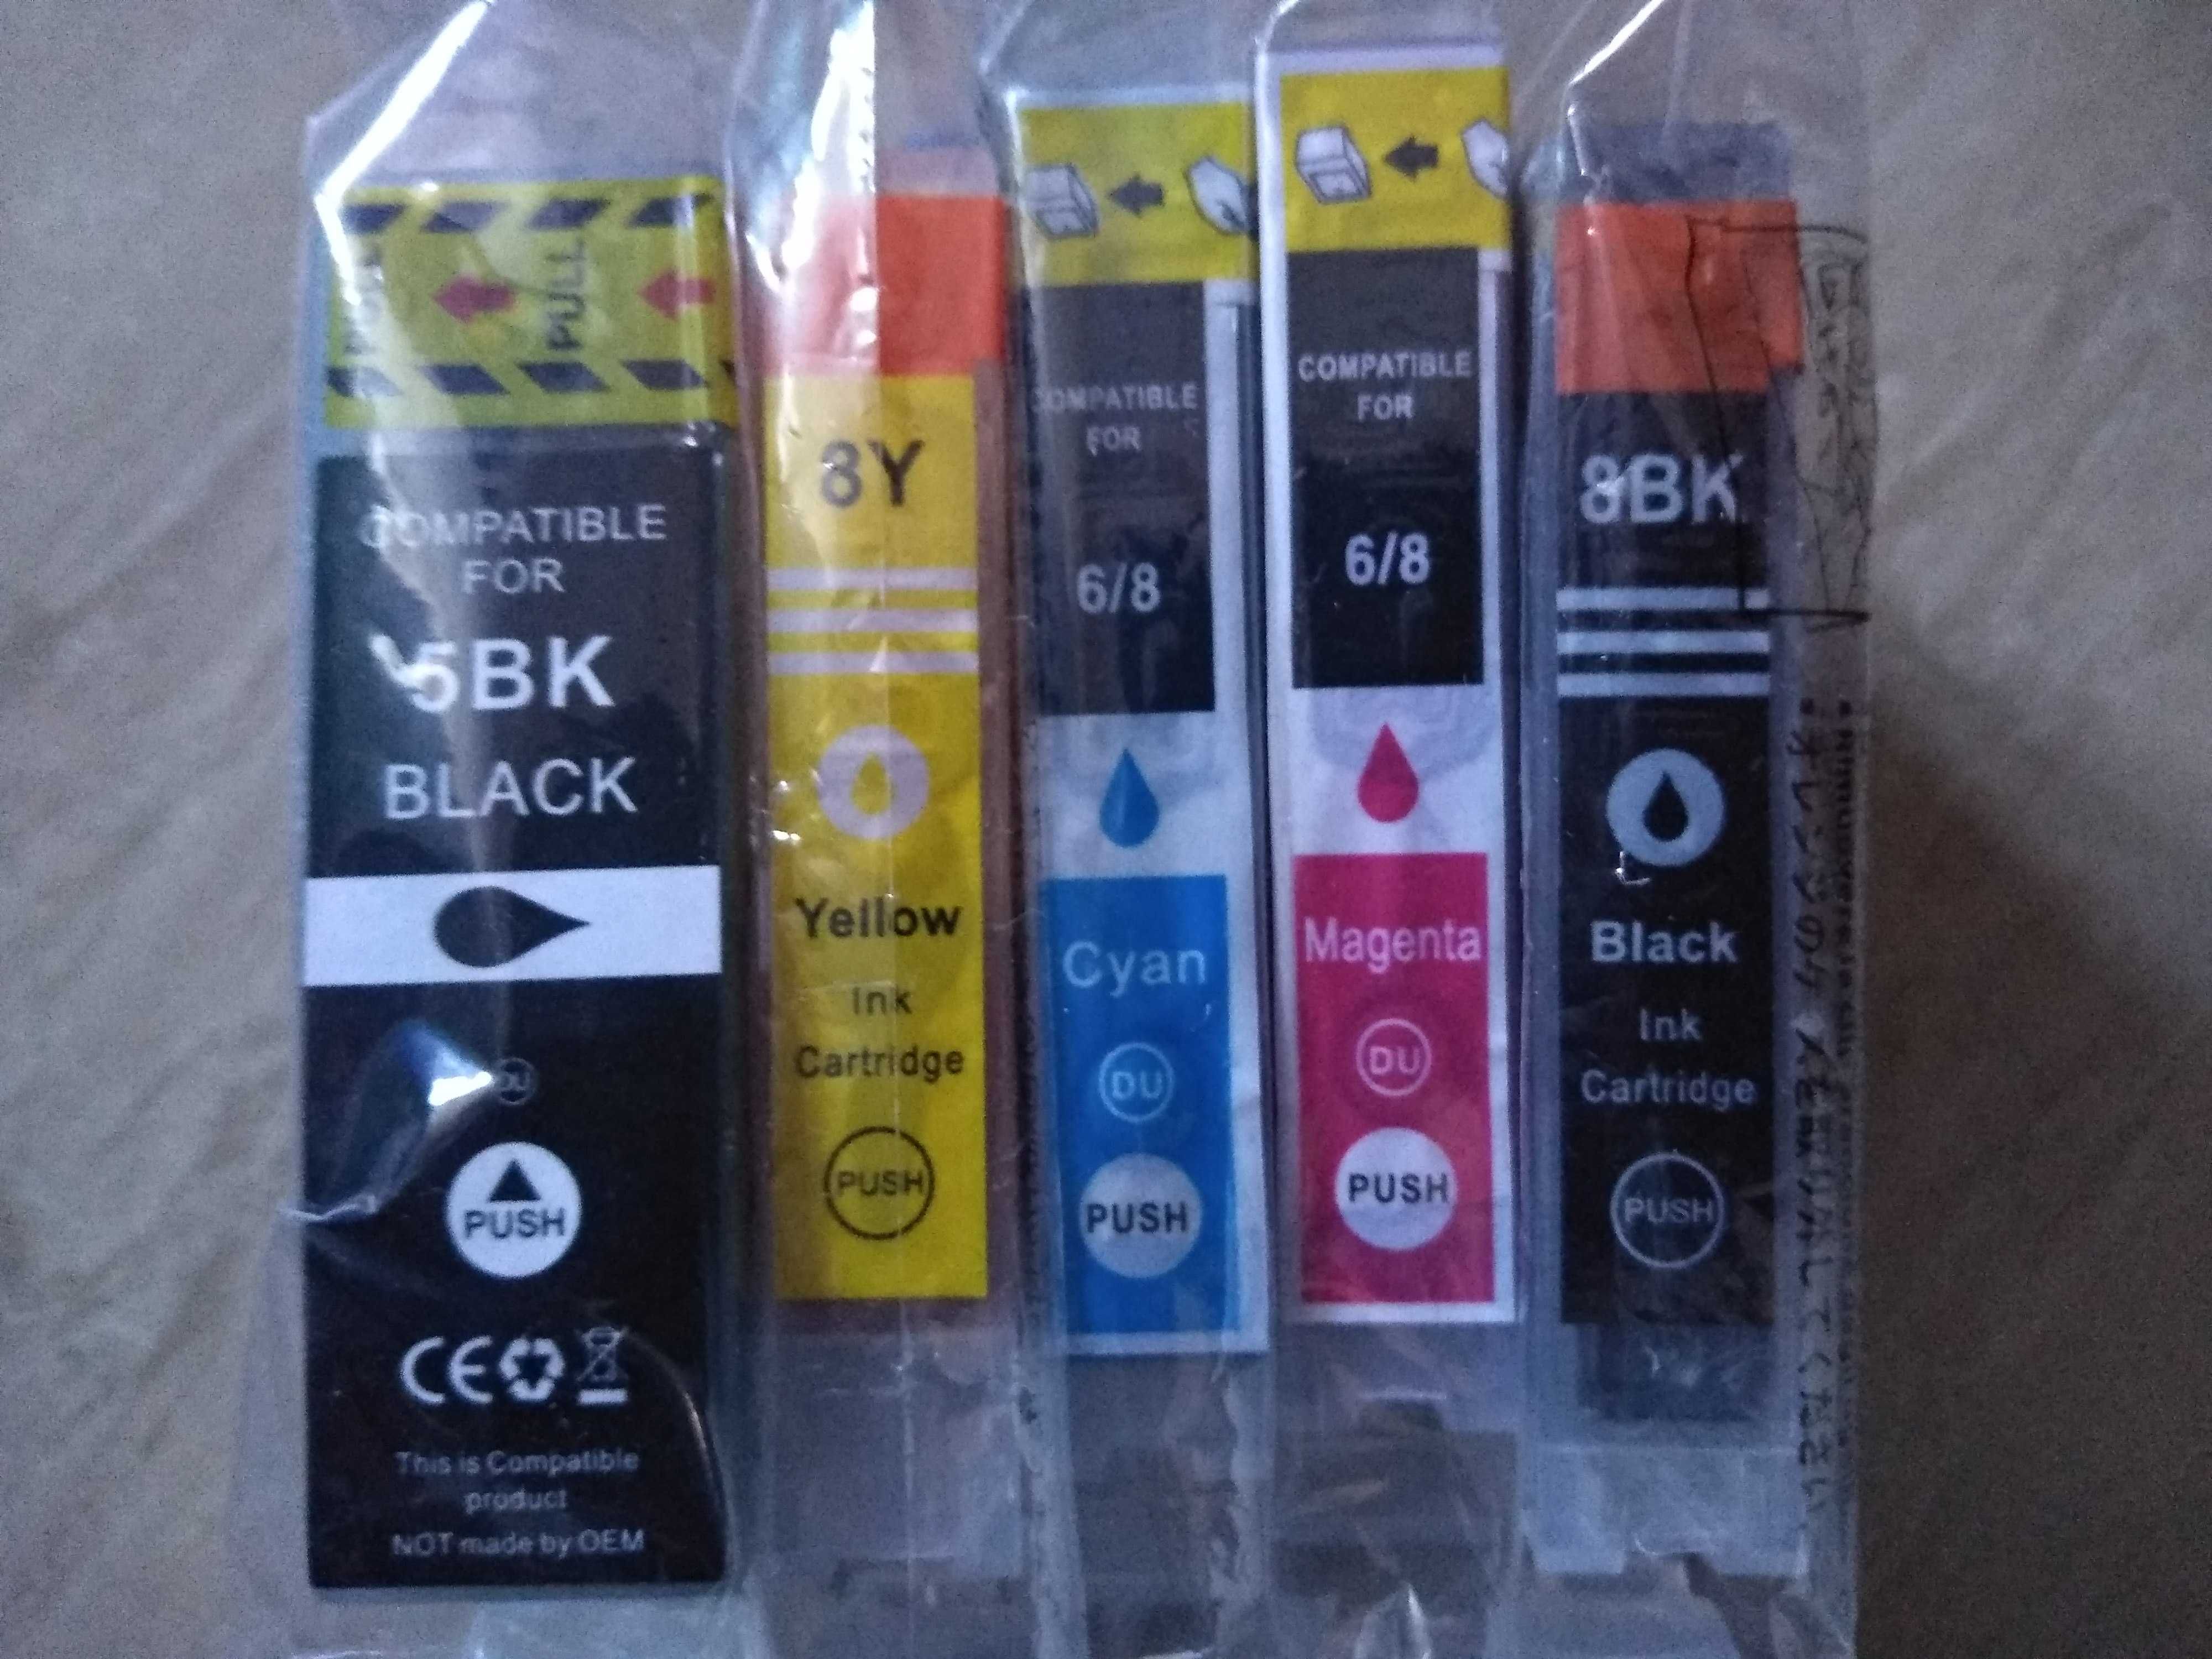 PULL
COMPATIBLE
FOR
5BK
BLACK
DU
PUSH
CE
This is Compatible
product
NOT made by OEM
8Y
Yellow
Ink
Cartridge
PUSH
COMPATIBLE
FOR
6/8
Cyan
DU
PUSH
COMPATIBLE
FOR
6/8
Magenta
DU
PUSH
8BK
Black
Ink
Cartridge
PUSH